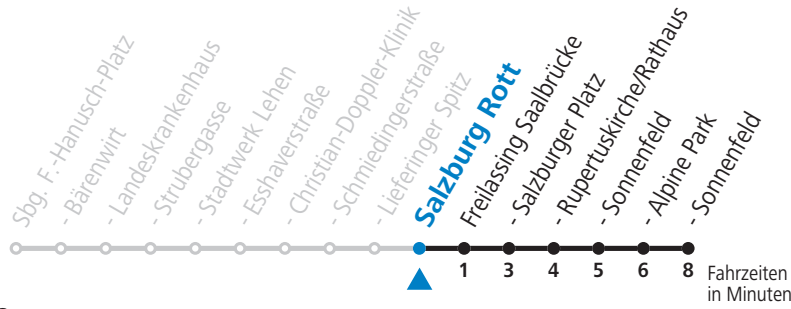 Sbg. F.-Hanusch-Platz
- Bärenwirt
- Landeskrankenhaus
- Strubergasse
- Stadtwerk Lehen
- Esshaverstraße
- Christian-Doppler-Klinik
- Schmiedingerstraße
- Lieferinger Spitz
Salzburg Rott
Freilassing Saalbrücke
- Salzburger Platz
- Rupertuskirche/Rathaus
- Sonnenfeld
- Alpine Park
- Sonnenfeld
1 3 4 5 6 8 Fahrzeiten
in Minuten